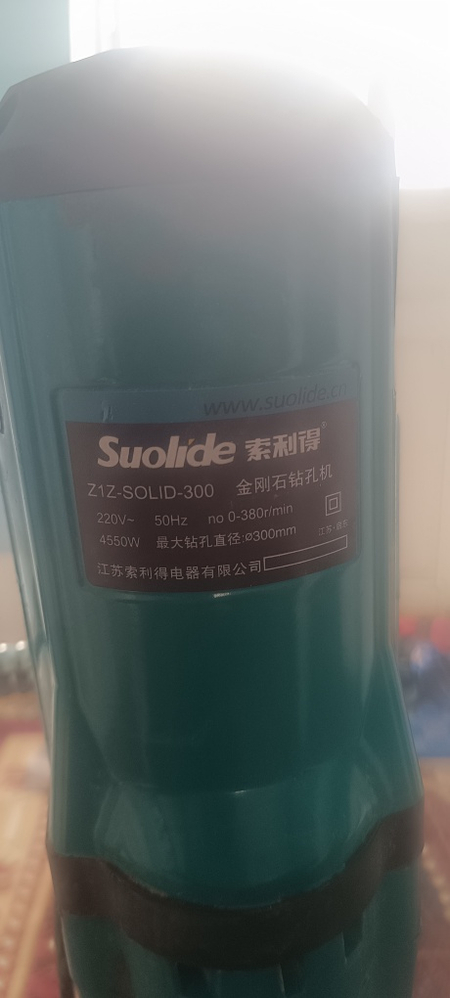 www.suolide.cn
Suolide 索利得®
Z1Z-SOLID-300 金刚石钻孔机
220V~ 50Hz no 0-380r/min
4550W 最大钻孔直径:ø300mm
江苏索利得电器有限公司